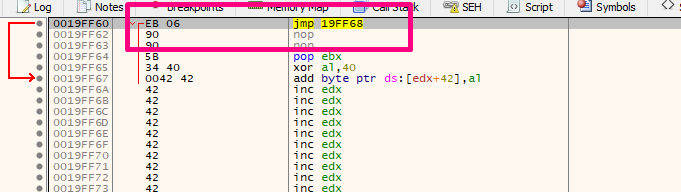 Log Breakpoints Memory Map Call Stack SEH Script Symbols
0019FF60 EB 06 jmp 19FF68
0019FF62 90 nop
0019FF63 90 nop
0019FF64 5B pop ebx
0019FF65 34 40 xor al,40
0019FF67 0042 42 add byte ptr ds:[edx+42],al
0019FF6A 42 inc edx
0019FF6B 42 inc edx
0019FF6C 42 inc edx
0019FF6D 42 inc edx
0019FF6E 42 inc edx
0019FF6F 42 inc edx
0019FF70 42 inc edx
0019FF71 42 inc edx
0019FF72 42 inc edx
0019FF73 42 inc edx